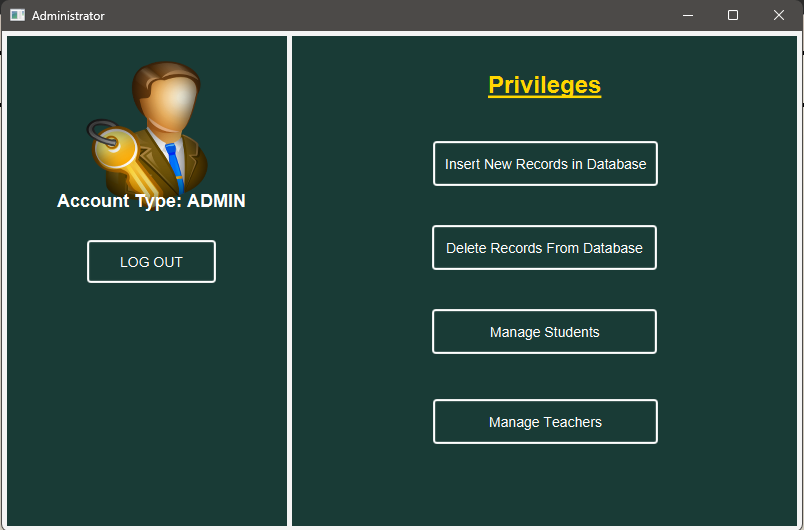 Administrator
Account Type: ADMIN
LOG OUT
Privileges
Insert New Records in Database
Delete Records From Database
Manage Students
Manage Teachers